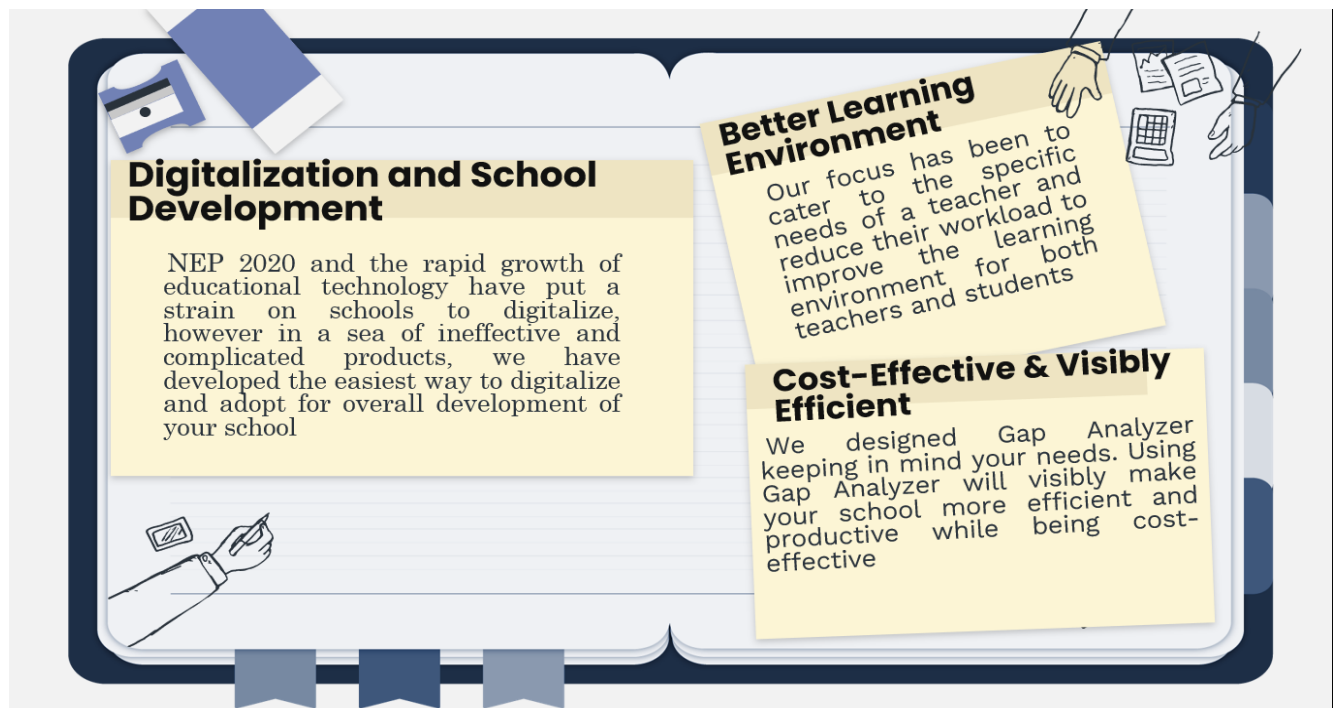 Digitalization and School
Development
NEP 2020 and the rapid growth of
educational technology have put a
strain on schools to digitalize,
however in a sea of ineffective and
complicated products, we have
developed the easiest way to digitalize
and adopt for overall development of
your school
Better Learning
Environment
Our focus has been to
cater to the specific
needs of a teacher and
reduce their workload to
improve the learning
environment for both
teachers and students
Cost-Effective & Visibly
Efficient
We designed Gap Analyzer
keeping in mind your needs. Using
Gap Analyzer will visibly make
your school more efficient and
productive while being cost-
effective